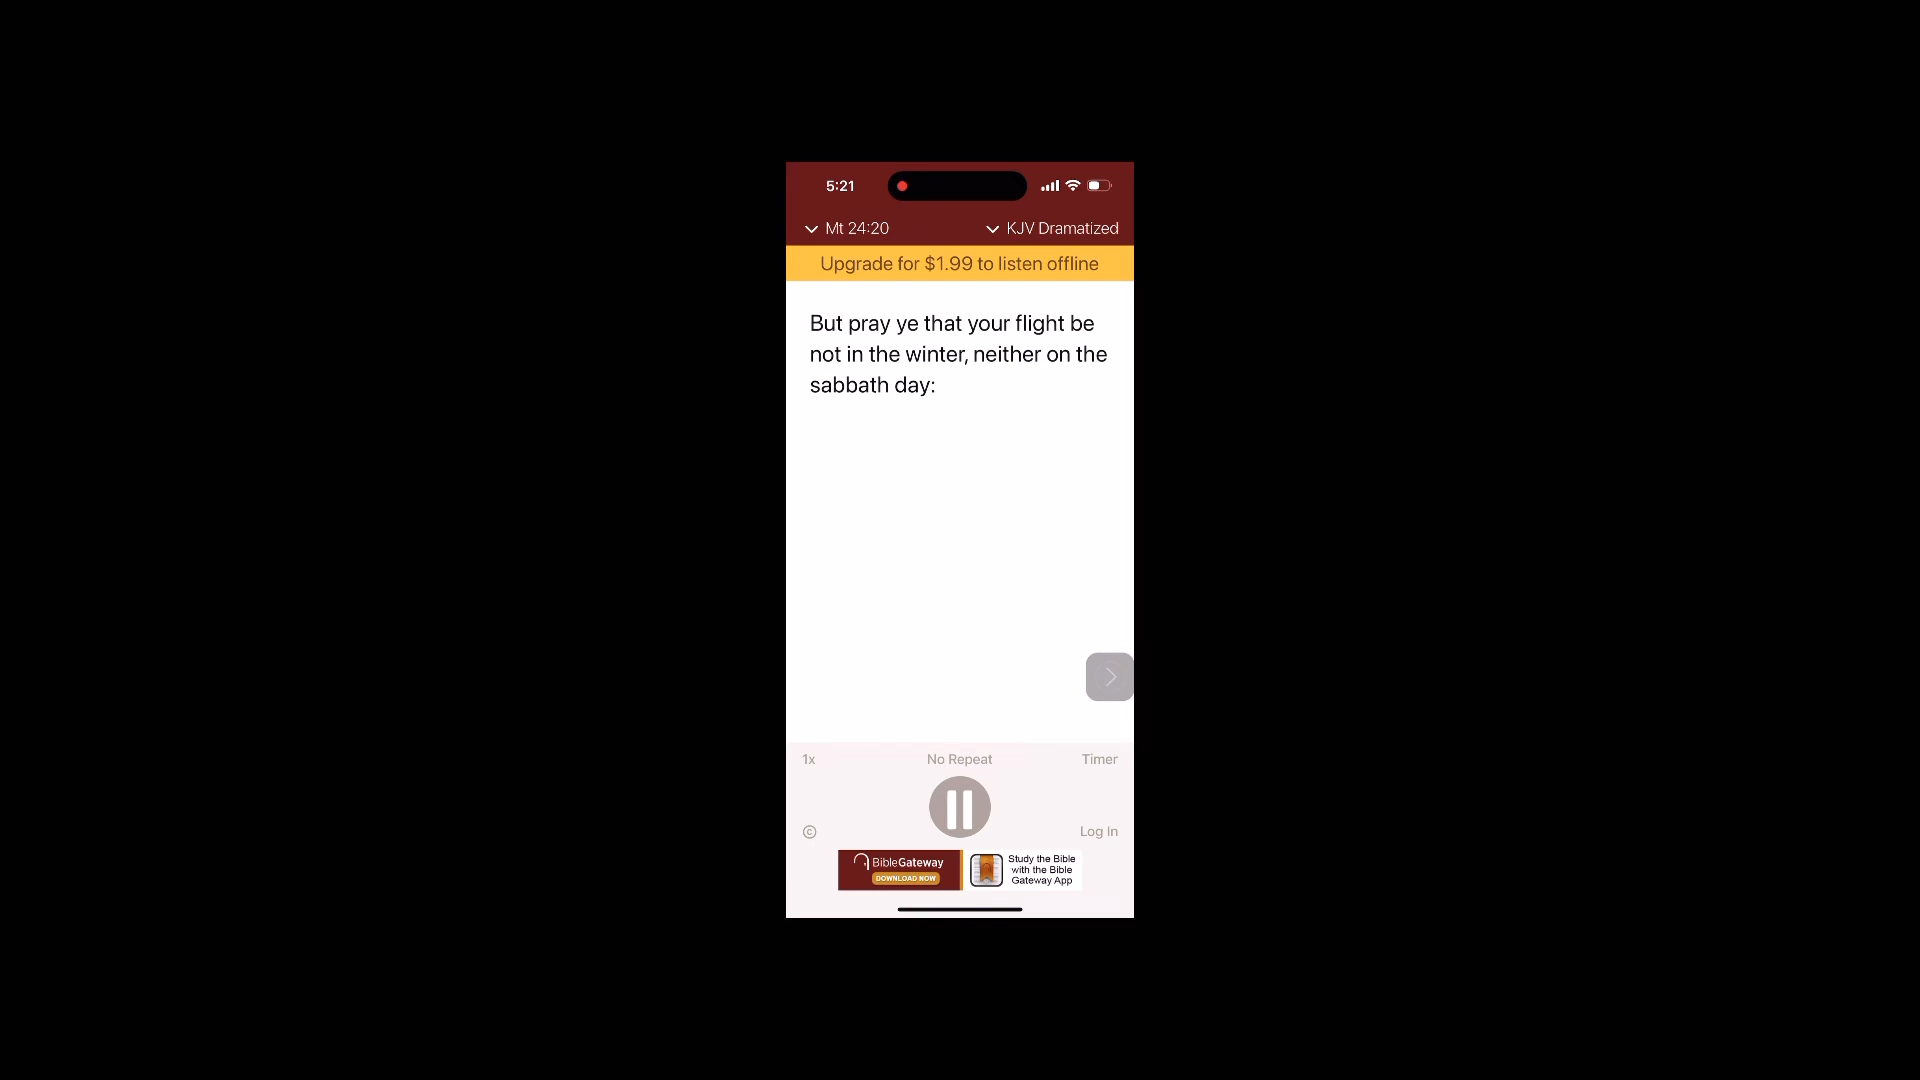 5:21
Mt 24:20
KJV Dramatized
Upgrade for $1.99 to listen offline
But pray ye that your flight be
not in the winter, neither on the
sabbath day:
1x
No Repeat
Timer
©
Log In
BibleGateway
DOWNLOAD NOW
Study the Bible
with the Bible
Gateway App